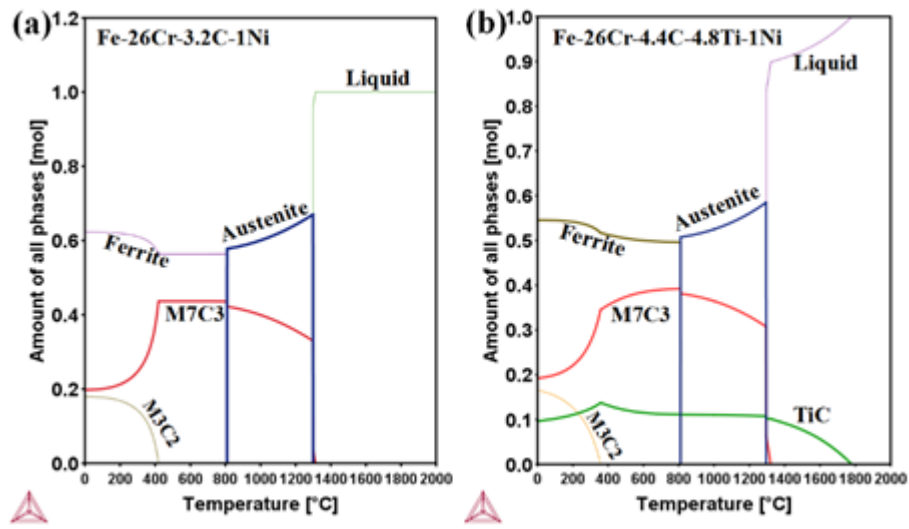 (a)
Fe-26Cr-3.2C-1Ni
Liquid
Austenite
Ferrite
M7C3
M3C2
Amount of all phases [mol]
1.2
1.0
0.8
0.6
0.4
0.2
0.0
0 200 400 600 800 1000 1200 1400 1600 1800 2000
Temperature [°C]
(b)
Fe-26Cr-4.4C-4.8Ti-1Ni
Liquid
Austenite
Ferrite
M7C3
TiC
M3C2
Amount of all phases [mol]
1.0
0.9
0.8
0.7
0.6
0.5
0.4
0.3
0.2
0.1
0.0
0 200 400 600 800 1000 1200 1400 1600 1800 2000
Temperature [°C]